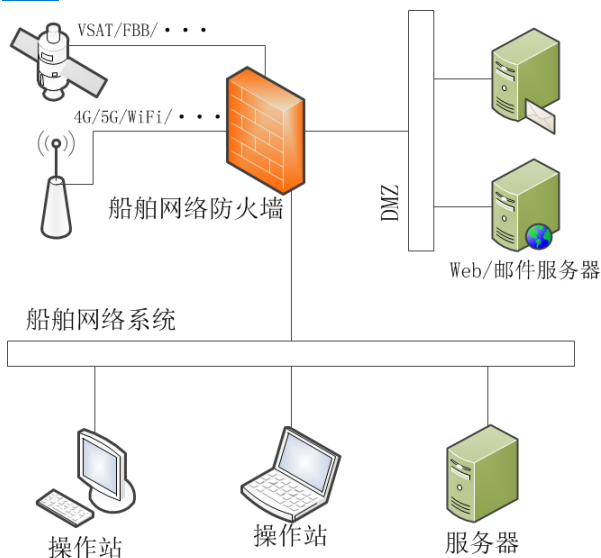 VSAT/FBB/···
4G/5G/WiFi/···
船舶网络防火墙
DMZ
Web/邮件服务器
船舶网络系统
操作站
操作站
服务器